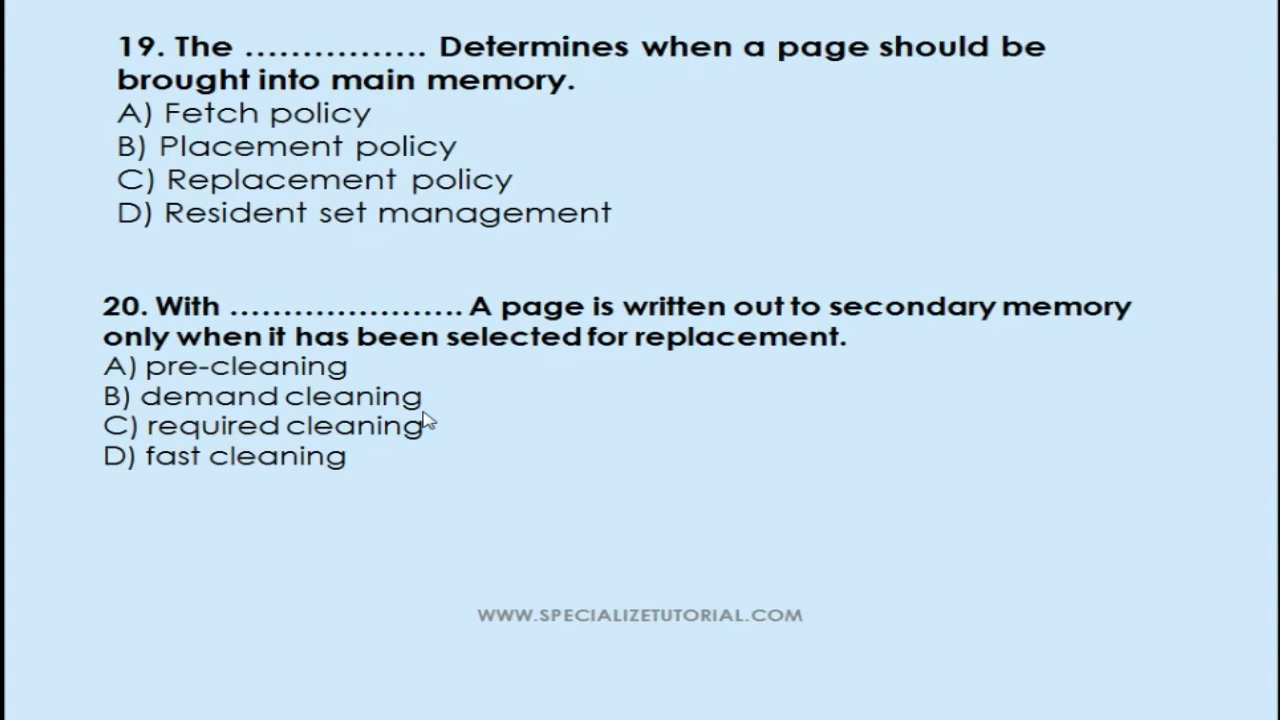 19. The ................ Determines when a page should be
brought into main memory.
A) Fetch policy
B) Placement policy
C) Replacement policy
D) Resident set management
20. With ..................... A page is written out to secondary memory
only when it has been selected for replacement.
A) pre-cleaning
B) demand cleaning
C) required cleaning
D) fast cleaning
WWW.SPECIALIZETUTORIAL.COM